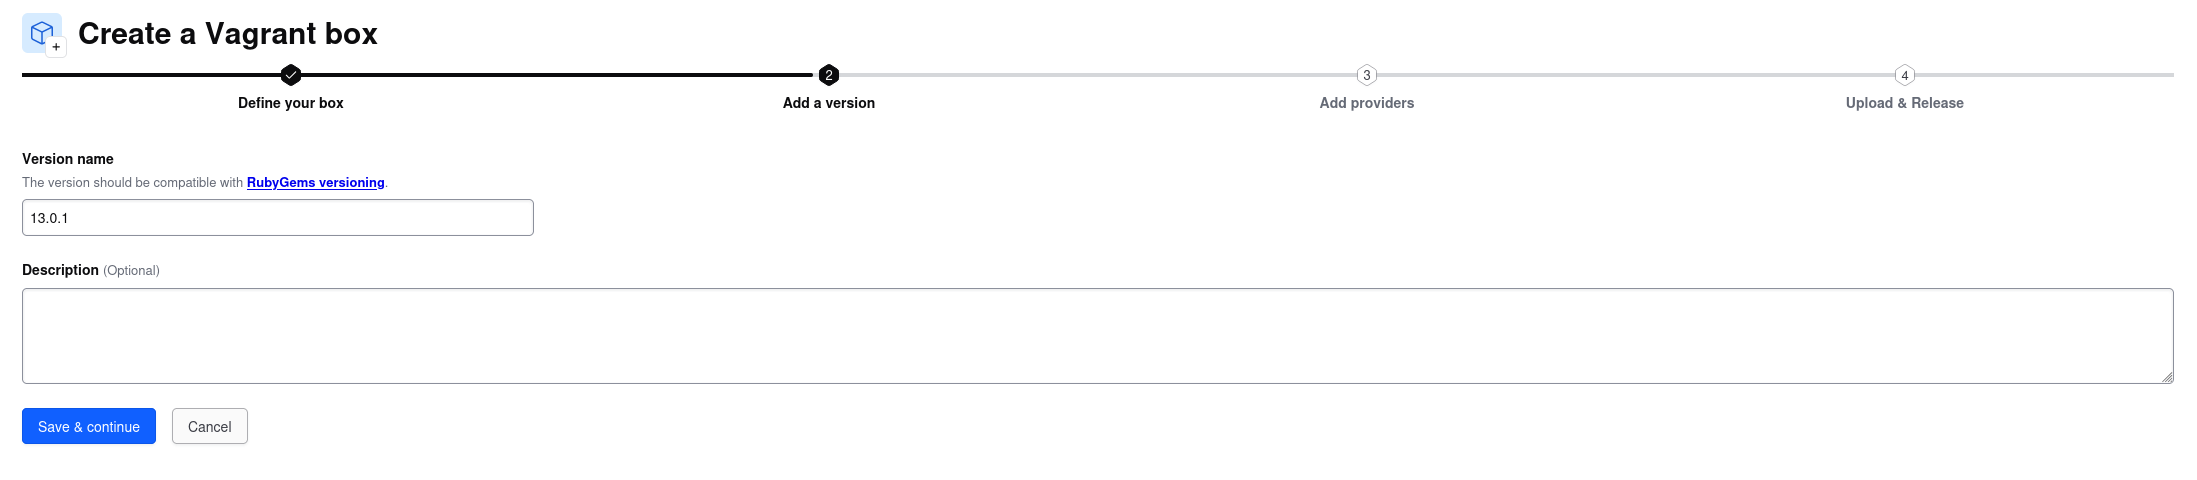 Create a Vagrant box
2
3
4
Define your box
Add a version
Add providers
Upload & Release
Version name
The version should be compatible with RubyGems versioning.
13.0.1
Description (Optional)
Save & continue
Cancel